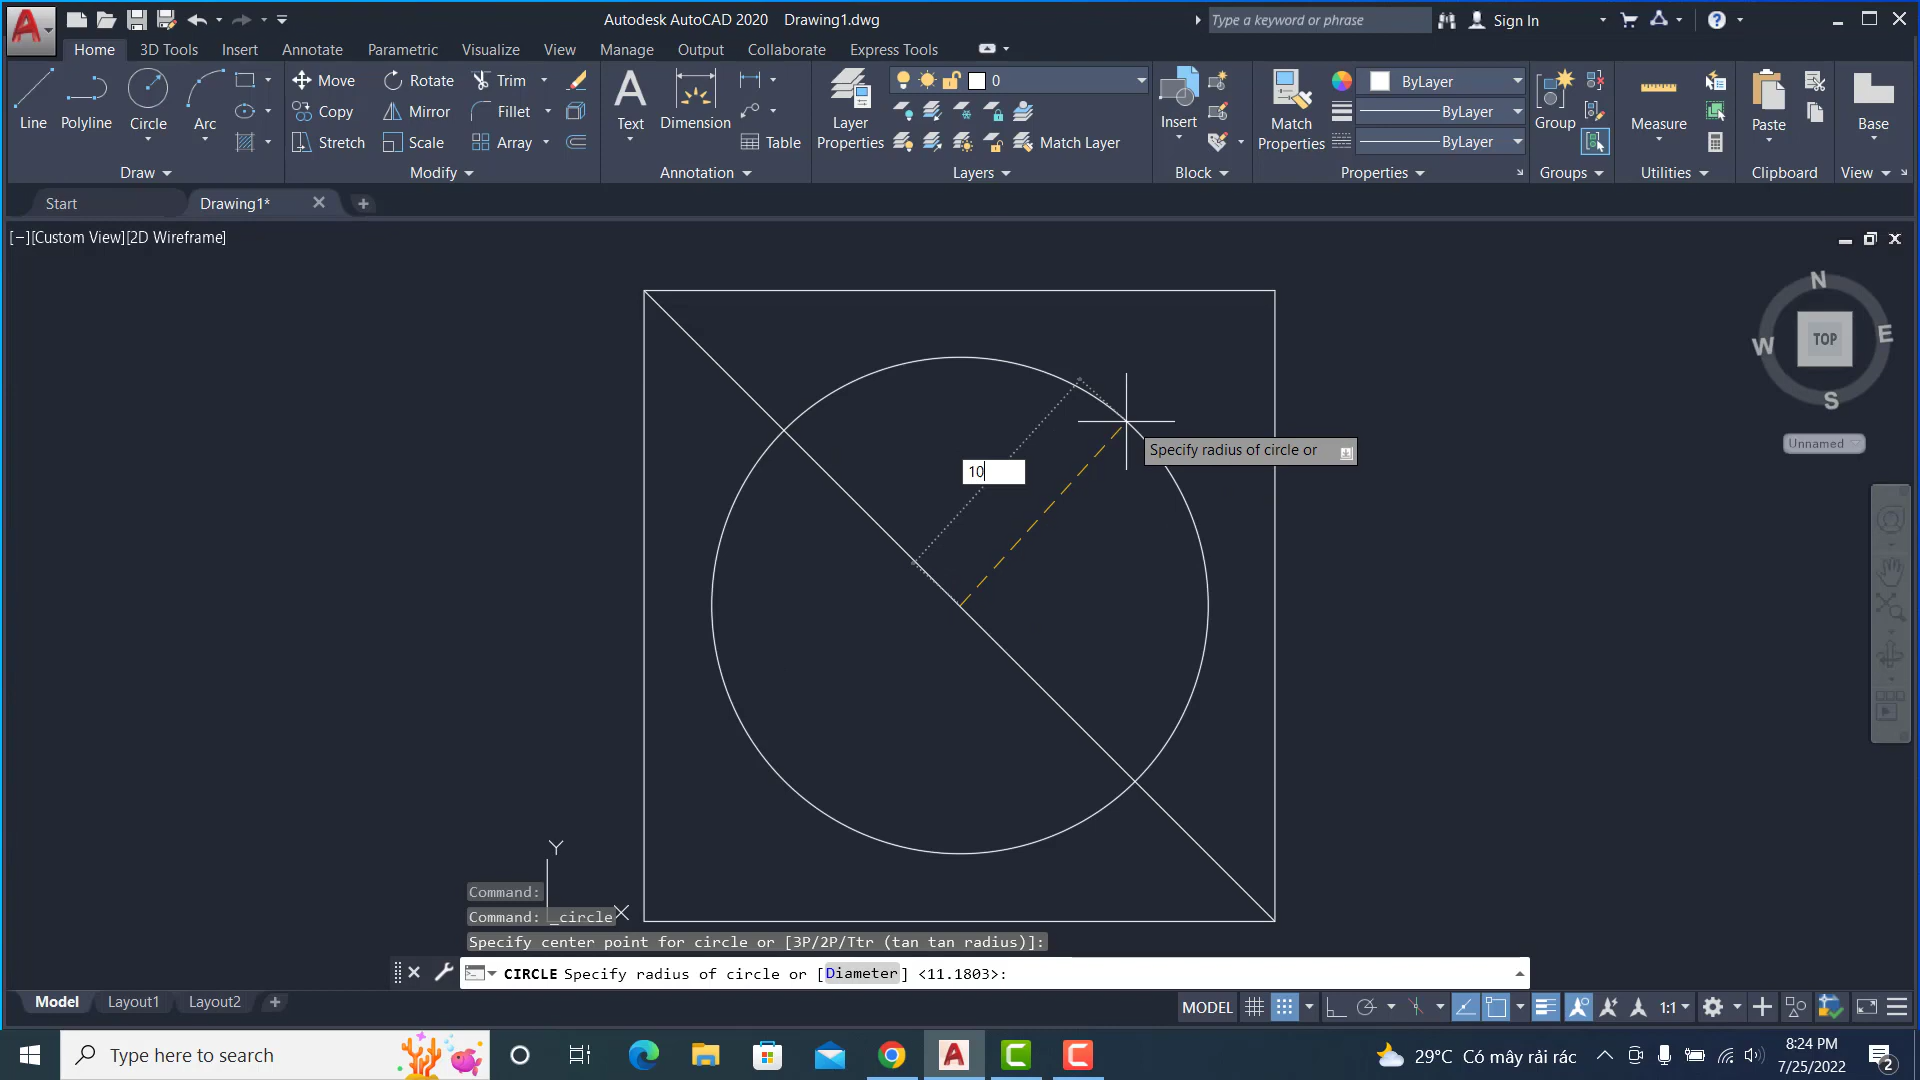 Autodesk AutoCAD 2020 Drawing1.dwg
Type a keyword or phrase
Sign In
Home 3D Tools Insert Annotate Parametric Visualize View Manage Output Collaborate Express Tools
Line Polyline Circle Arc
Move Rotate Trim
Copy Mirror Fillet
Stretch Scale Array
Text Dimension Table
Layer Properties
0
Match Layer
Insert
Match Properties
ByLayer
ByLayer
ByLayer
Group
Measure
Paste
Base
Draw Modify Annotation Layers Block Properties Groups Utilities Clipboard View
Start Drawing1*
[−][Custom View][2D Wireframe]
N
W TOP E
S
Unnamed
10
Specify radius of circle or
Y
X
Command:
Command: _circle
Specify center point for circle or [3P/2P/Ttr (tan tan radius)]:
CIRCLE Specify radius of circle or [Diameter] <11.1803>:
Model Layout1 Layout2
MODEL 1:1
Type here to search
29°C Có mây rải rác
8:24 PM
7/25/2022
2